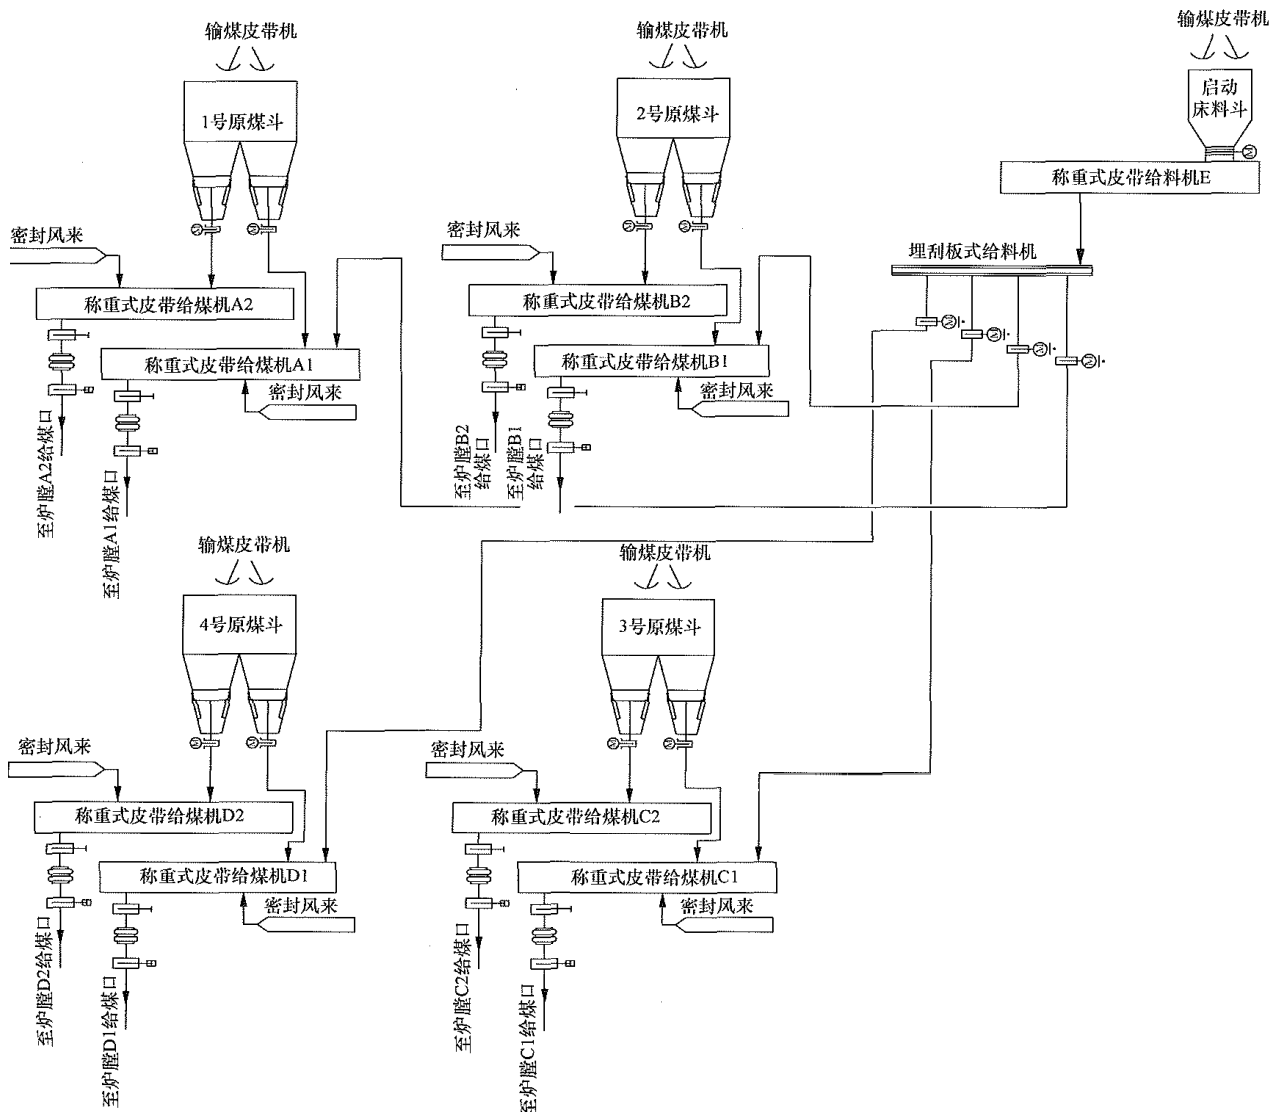 输煤皮带机
输煤皮带机
输煤皮带机
1号原煤斗
2号原煤斗
启动
床料斗
称重式皮带给料机E
密封风来
密封风来
埋刮板式给料机
称重式皮带给煤机A2
称重式皮带给煤机B2
称重式皮带给煤机A1
称重式皮带给煤机B1
密封风来
密封风来
至炉膛A2给煤口
至炉膛A1给煤口
至炉膛B2
给煤口
至炉膛B1
给煤口
输煤皮带机
输煤皮带机
4号原煤斗
3号原煤斗
密封风来
密封风来
称重式皮带给煤机D2
称重式皮带给煤机C2
称重式皮带给煤机D1
称重式皮带给煤机C1
密封风来
密封风来
至炉膛D2给煤口
至炉膛D1给煤口
至炉膛C2给煤口
至炉膛C1给煤口